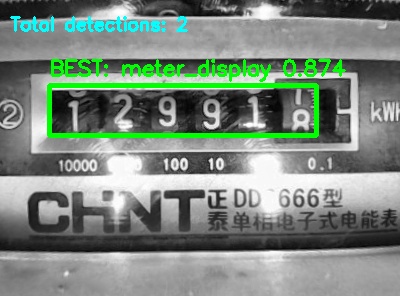 Total detections: 2
BEST: meter_display 0.874
② 1 2 9 9 1 8 kWh
10000 100 10 0.1
CHNT 正泰 DD 666型
单相电子式电能表